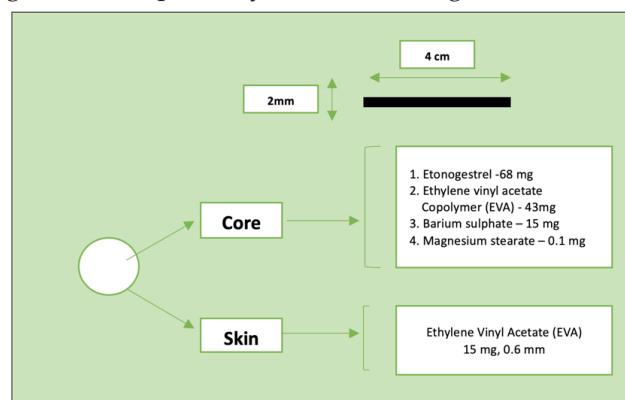 4 cm
2mm
1. Etonogestrel -68 mg
2. Ethylene vinyl acetate
Copolymer (EVA) - 43mg
3. Barium sulphate – 15 mg
4. Magnesium stearate – 0.1 mg
Core
Skin
Ethylene Vinyl Acetate (EVA)
15 mg, 0.6 mm